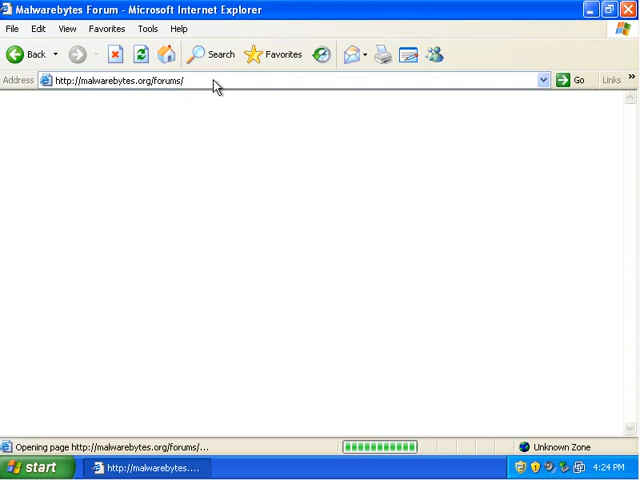 Malwarebytes Forum - Microsoft Internet Explorer
File Edit View Favorites Tools Help
Back Search Favorites
Address http://malwarebytes.org/forums/ Go Links »
Opening page http://malwarebytes.org/forums/... Unknown Zone
start http://malwarebytes.... 4:24 PM